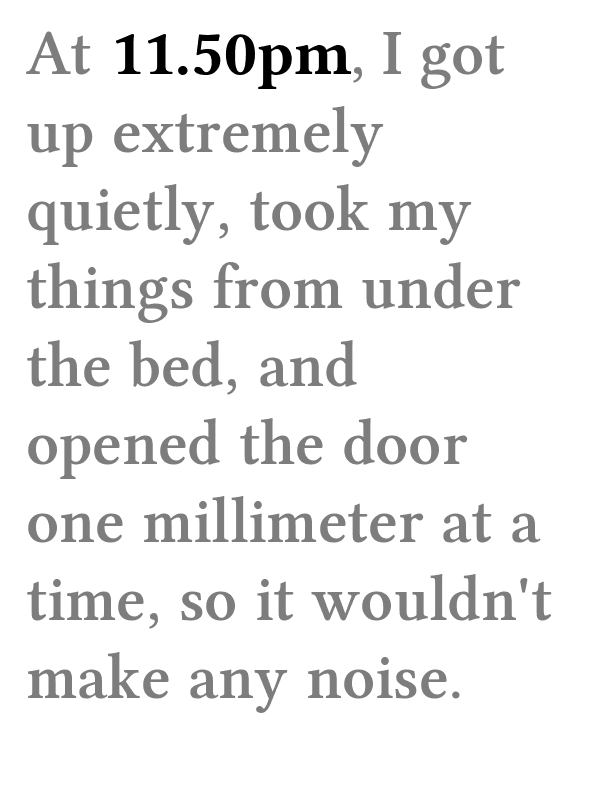 At 11.50pm, I got
up extremely
quietly, took my
things from under
the bed, and
opened the door
one millimeter at a
time, so it wouldn't
make any noise.